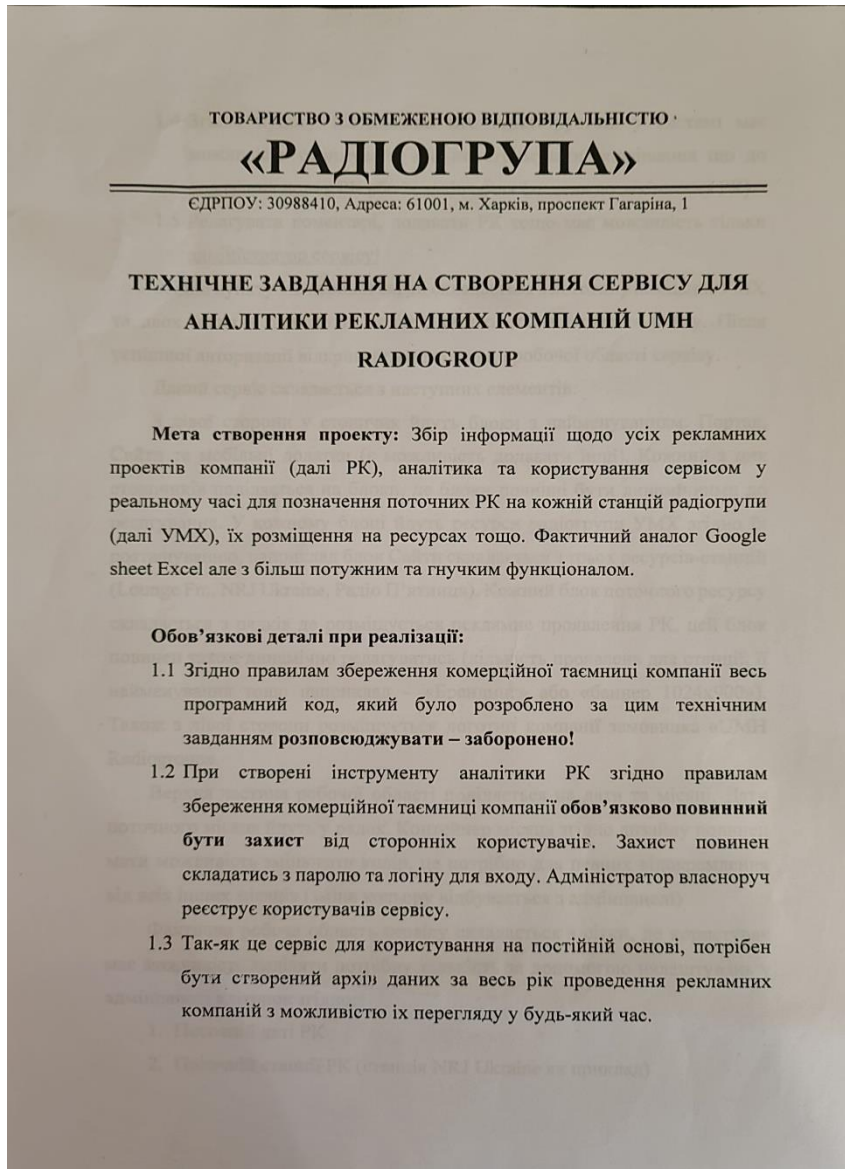 ТОВАРИСТВО З ОБМЕЖЕНОЮ ВІДПОВІДАЛЬНІСТЮ
«РАДІОГРУПА»
ЄДРПОУ: 30988410, Адреса: 61001, м. Харків, проспект Гагаріна, 1
ТЕХНІЧНЕ ЗАВДАННЯ НА СТВОРЕННЯ СЕРВІСУ ДЛЯ
АНАЛІТИКИ РЕКЛАМНИХ КОМПАНІЙ UMH
RADIOGROUP
Мета створення проекту: Збір інформації щодо усіх рекламних
проектів компанії (далі РК), аналітика та користування сервісом у
реальному часі для позначення поточних РК на кожній станцій радіогрупи
(далі УМХ), їх розміщення на ресурсах тощо. Фактичний аналог Google
sheet Excel але з більш потужним та гнучким функціоналом.
Обов’язкові деталі при реалізації:
1.1 Згідно правилам збереження комерційної таємниці компанії весь
програмний код, який було розроблено за цим технічним
завданням розповсюджувати – заборонено!
1.2 При створені інструменту аналітики РК згідно правилам
збереження комерційної таємниці компанії обов’язково повинний
бути захист від сторонніх користувачів. Захист повинен
складатись з паролю та логіну для входу. Адміністратор власноруч
реєструє користувачів сервісу.
1.3 Так-як це сервіс для користування на постійній основі, потрібен
бути створений архів даних за весь рік проведення рекламних
компаній з можливістю їх перегляду у будь-який час.